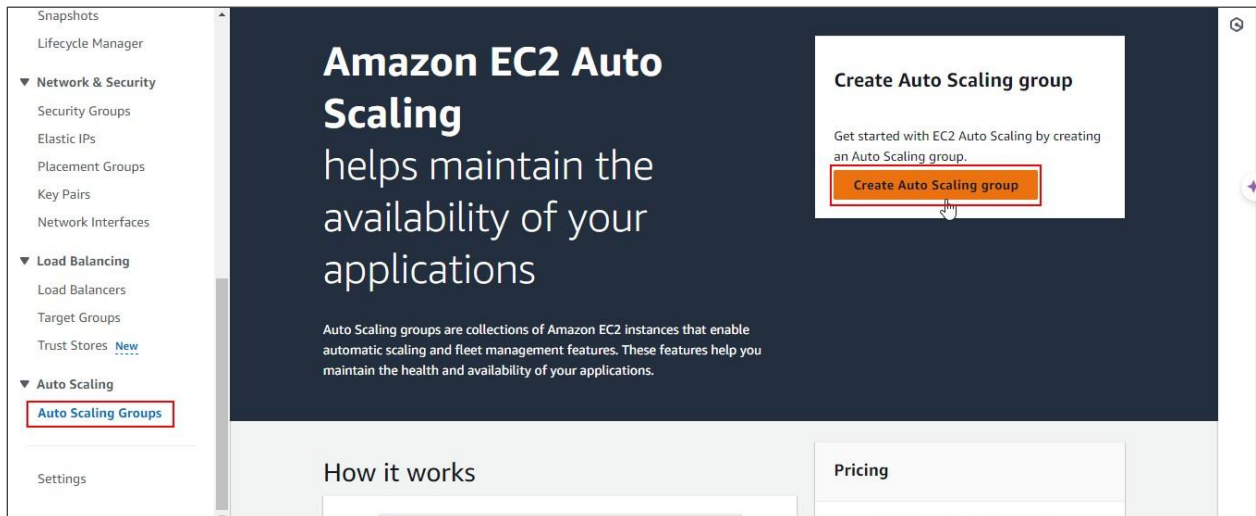 Snapshots
Lifecycle Manager
Network & Security
Security Groups
Elastic IPs
Placement Groups
Key Pairs
Network Interfaces
Load Balancing
Load Balancers
Target Groups
Trust Stores New
Auto Scaling
Auto Scaling Groups
Settings
Amazon EC2 Auto
Scaling
helps maintain the
availability of your
applications
Auto Scaling groups are collections of Amazon EC2 instances that enable
automatic scaling and fleet management features. These features help you
maintain the health and availability of your applications.
Create Auto Scaling group
Get started with EC2 Auto Scaling by creating
an Auto Scaling group.
Create Auto Scaling group
How it works
Pricing